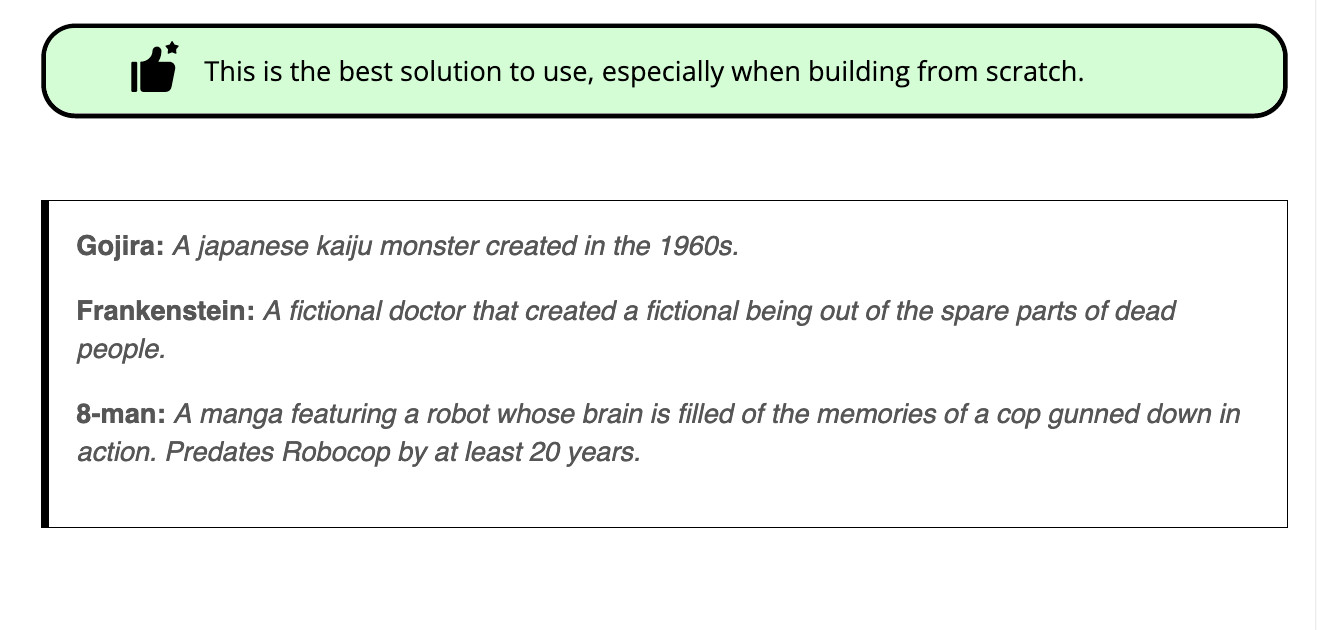 This is the best solution to use, especially when building from scratch.
Gojira: A japanese kaiju monster created in the 1960s.
Frankenstein: A fictional doctor that created a fictional being out of the spare parts of dead
people.
8-man: A manga featuring a robot whose brain is filled of the memories of a cop gunned down in
action. Predates Robocop by at least 20 years.